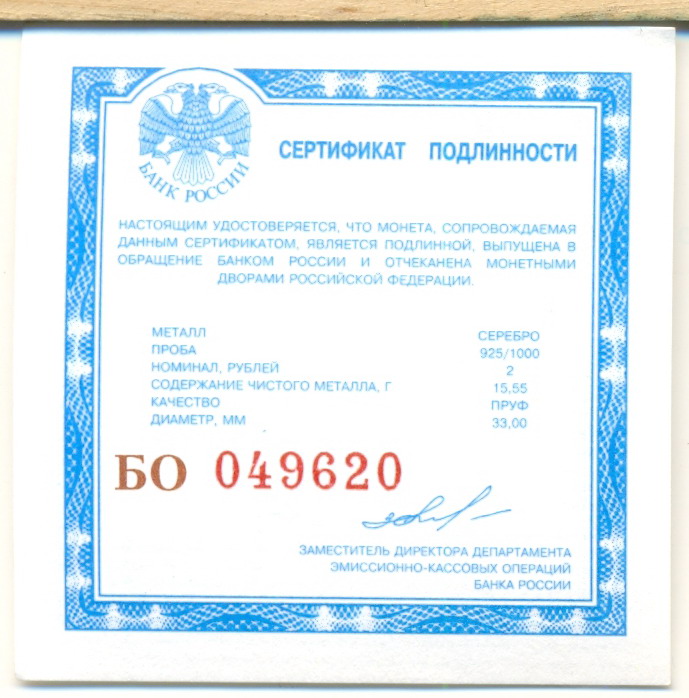 БАНК РОССИИ
СЕРТИФИКАТ ПОДЛИННОСТИ
НАСТОЯЩИМ УДОСТОВЕРЯЕТСЯ, ЧТО МОНЕТА, СОПРОВОЖДАЕМАЯ
ДАННЫМ СЕРТИФИКАТОМ, ЯВЛЯЕТСЯ ПОДЛИННОЙ, ВЫПУЩЕНА В
ОБРАЩЕНИЕ БАНКОМ РОССИИ И ОТЧЕКАНЕНА МОНЕТНЫМИ
ДВОРАМИ РОССИЙСКОЙ ФЕДЕРАЦИИ.
МЕТАЛЛ СЕРЕБРО
ПРОБА 925/1000
НОМИНАЛ, РУБЛЕЙ 2
СОДЕРЖАНИЕ ЧИСТОГО МЕТАЛЛА, Г 15,55
КАЧЕСТВО ПРУФ
ДИАМЕТР, ММ 33,00
БО 049620
ЗАМЕСТИТЕЛЬ ДИРЕКТОРА ДЕПАРТАМЕНТА
ЭМИССИОННО-КАССОВЫХ ОПЕРАЦИЙ
БАНКА РОССИИ